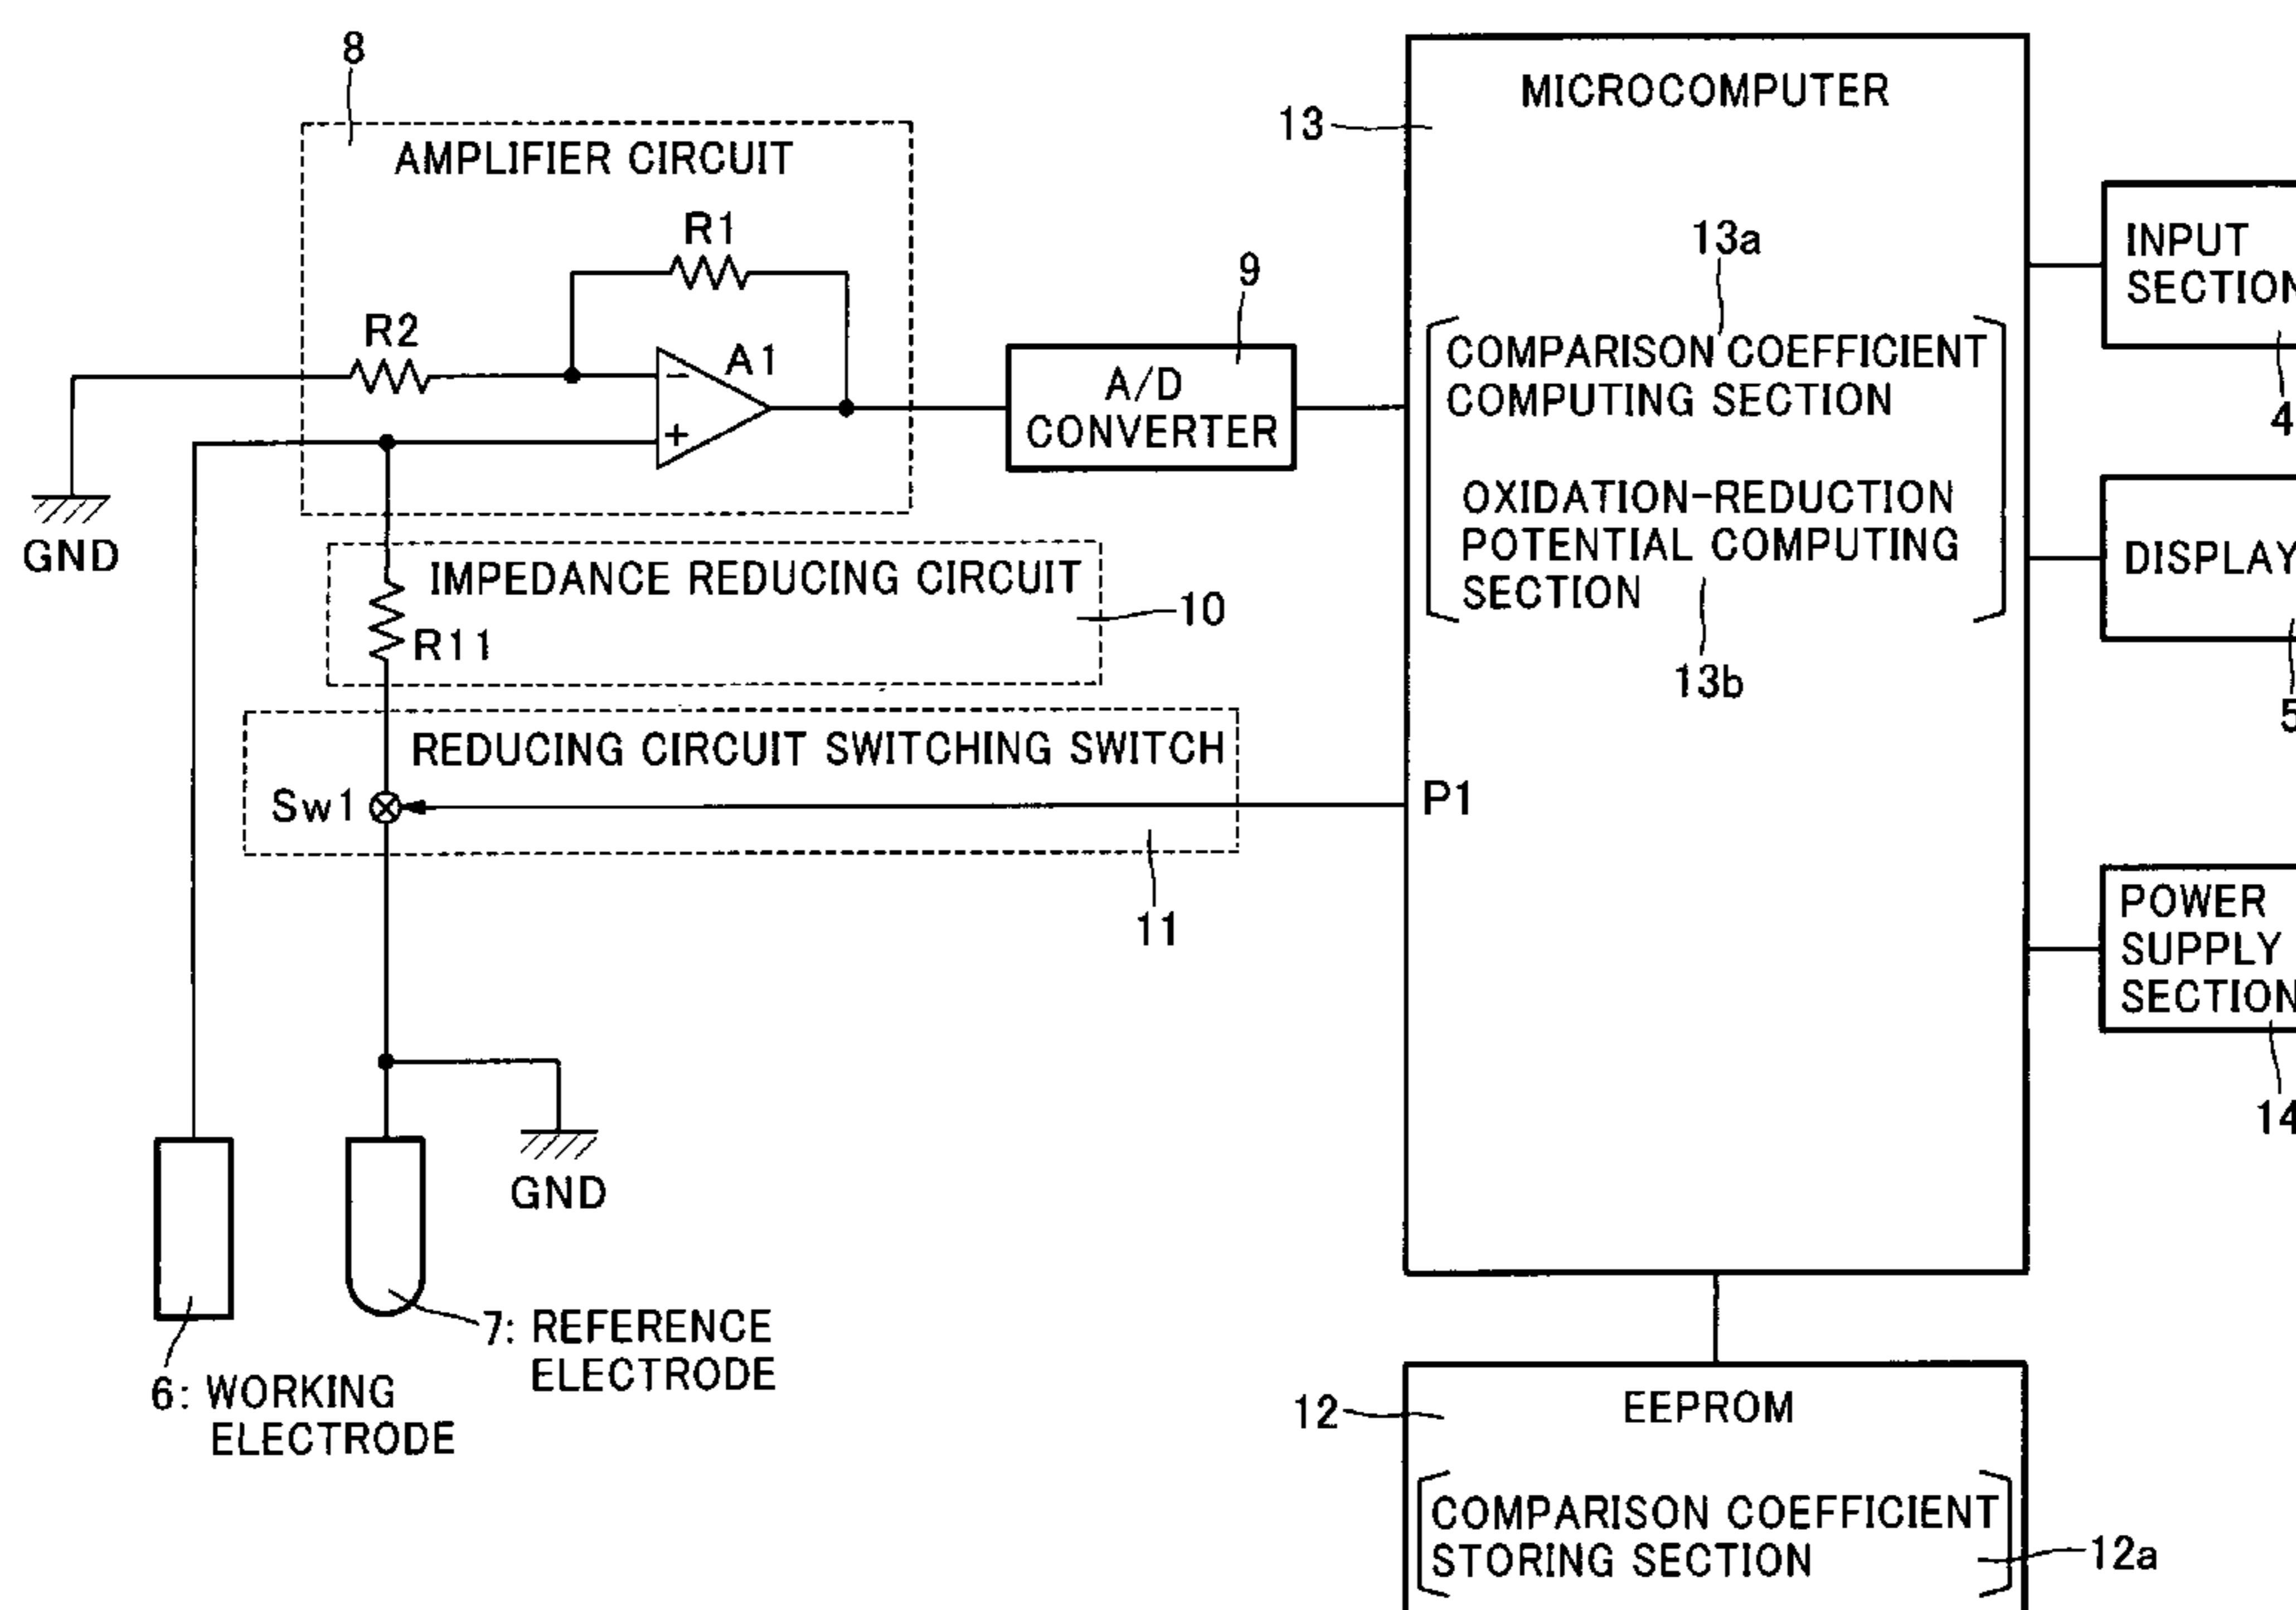 8
AMPLIFIER CIRCUIT
R1
R2
A1
−
+
GND
9
A/D
CONVERTER
IMPEDANCE REDUCING CIRCUIT
R11
10
REDUCING CIRCUIT SWITCHING SWITCH
Sw1
11
GND
7: REFERENCE
ELECTRODE
6: WORKING
ELECTRODE
MICROCOMPUTER
13
13a
COMPARISON COEFFICIENT
COMPUTING SECTION
OXIDATION-REDUCTION
POTENTIAL COMPUTING
SECTION
13b
P1
INPUT
SECTION
4
DISPLAY
5
POWER
SUPPLY
SECTION
14
12
EEPROM
COMPARISON COEFFICIENT
STORING SECTION
12a